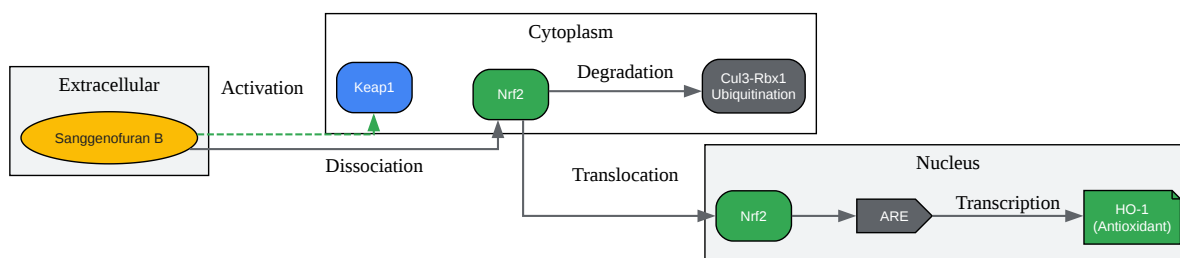 Cytoplasm
Extracellular
Activation
Keap1
Nrf2
Degradation
Cul3-Rbx1
Ubiquitination
Sanggenofuran B
Dissociation
Translocation
Nucleus
Nrf2
ARE
Transcription
HO-1
(Antioxidant)